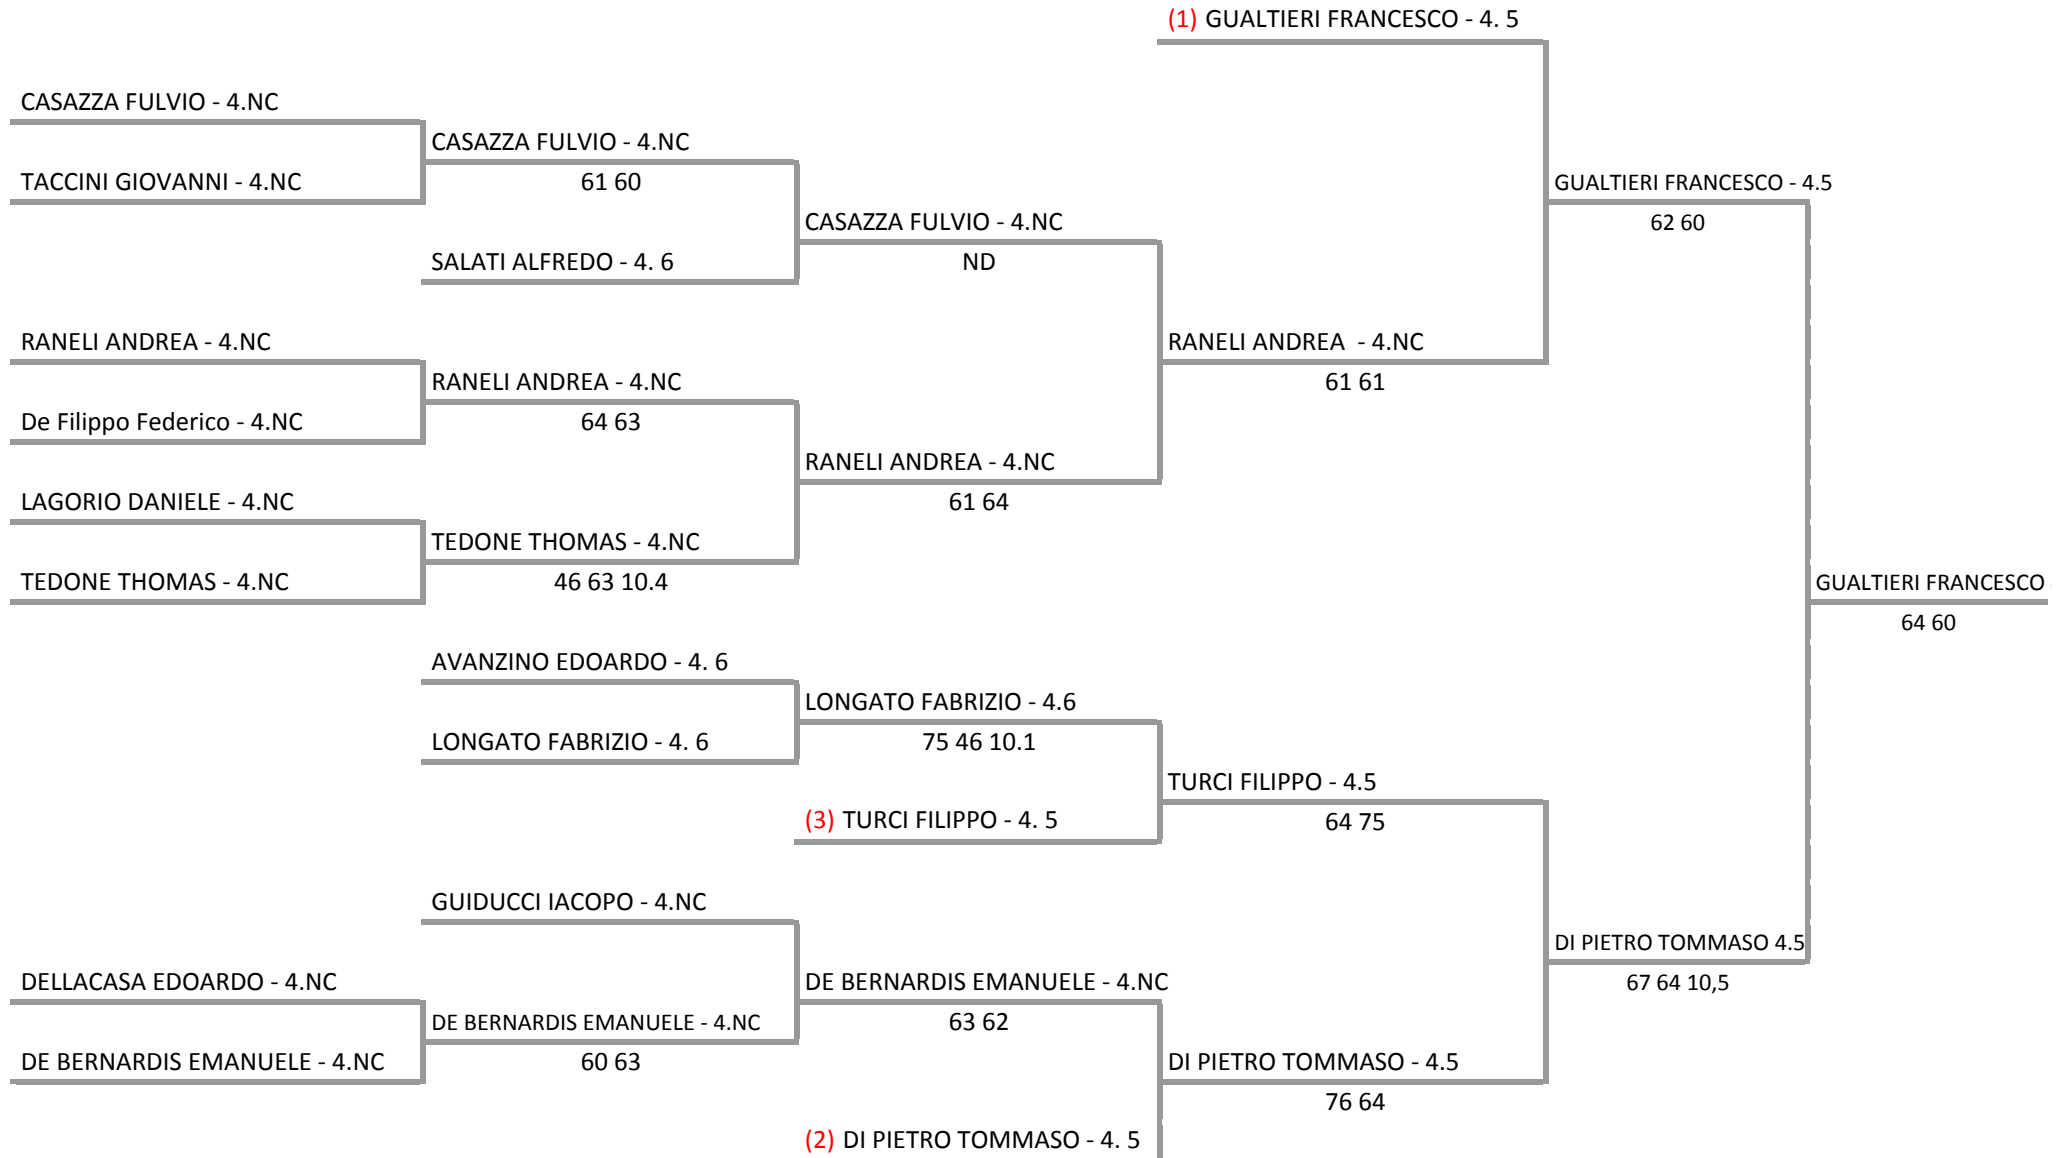 (1) GUALTIERI FRANCESCO - 4. 5
CASAZZA FULVIO - 4.NC
CASAZZA FULVIO - 4.NC
TACCINI GIOVANNI - 4.NC
61 60
GUALTIERI FRANCESCO - 4.5
62 60
CASAZZA FULVIO - 4.NC
SALATI ALFREDO - 4. 6
ND
RANELI ANDREA - 4.NC
RANELI ANDREA  - 4.NC
RANELI ANDREA - 4.NC
61 61
De Filippo Federico - 4.NC
64 63
RANELI ANDREA - 4.NC
LAGORIO DANIELE - 4.NC
61 64
TEDONE THOMAS - 4.NC
TEDONE THOMAS - 4.NC
46 63 10.4
GUALTIERI FRANCESCO
64 60
AVANZINO EDOARDO - 4. 6
LONGATO FABRIZIO - 4.6
LONGATO FABRIZIO - 4. 6
75 46 10.1
TURCI FILIPPO - 4.5
(3) TURCI FILIPPO - 4. 5
64 75
GUIDUCCI IACOPO - 4.NC
DI PIETRO TOMMASO 4.5
DELLACASA EDOARDO - 4.NC
DE BERNARDIS EMANUELE - 4.NC
67 64 10,5
DE BERNARDIS EMANUELE - 4.NC
63 62
DE BERNARDIS EMANUELE - 4.NC
60 63
DI PIETRO TOMMASO - 4.5
76 64
(2) DI PIETRO TOMMASO - 4. 5